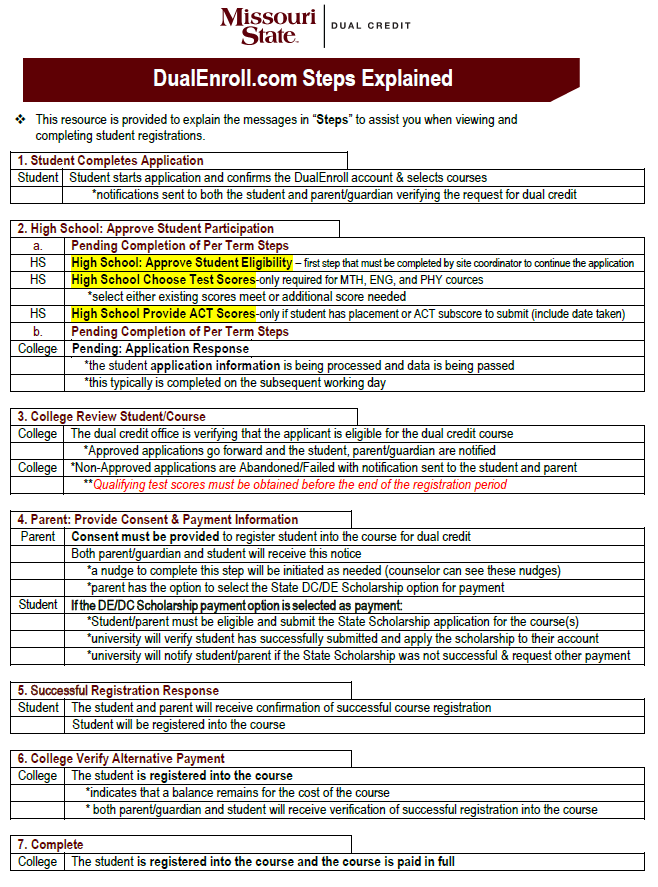 Missouri
State™
DUAL CREDIT
DualEnroll.com Steps Explained
❖ This resource is provided to explain the messages in “Steps” to assist you when viewing and
completing student registrations.
1. Student Completes Application
Student Student starts application and confirms the DualEnroll account & selects courses
*notifications sent to both the student and parent/guardian verifying the request for dual credit
2. High School: Approve Student Participation
a. Pending Completion of Per Term Steps
HS High School: Approve Student Eligibility – first step that must be completed by site coordinator to continue the application
HS High School Choose Test Scores-only required for MTH, ENG, and PHY cources
*select either existing scores meet or additional score needed
HS High School Provide ACT Scores-only if student has placement or ACT subscore to submit (include date taken)
b. Pending Completion of Per Term Steps
College Pending: Application Response
*the student application information is being processed and data is being passed
*this typically is completed on the subsequent working day
3. College Review Student/Course
College The dual credit office is verifying that the applicant is eligible for the dual credit course
*Approved applications go forward and the student, parent/guardian are notified
College *Non-Approved applications are Abandoned/Failed with notification sent to the student and parent
**Qualifying test scores must be obtained before the end of the registration period
4. Parent: Provide Consent & Payment Information
Parent Consent must be provided to register student into the course for dual credit
Both parent/guardian and student will receive this notice
*a nudge to complete this step will be initiated as needed (counselor can see these nudges)
*parent has the option to select the State DC/DE Scholarship option for payment
Student If the DE/DC Scholarship payment option is selected as payment:
*Student/parent must be eligible and submit the State Scholarship application for the course(s)
*university will verify student has successfully submitted and apply the scholarship to their account
*university will notify student/parent if the State Scholarship was not successful & request other payment
5. Successful Registration Response
Student The student and parent will receive confirmation of successful course registration
Student will be registered into the course
6. College Verify Alternative Payment
College The student is registered into the course
*indicates that a balance remains for the cost of the course
* both parent/guardian and student will receive verification of successful registration into the course
7. Complete
College The student is registered into the course and the course is paid in full